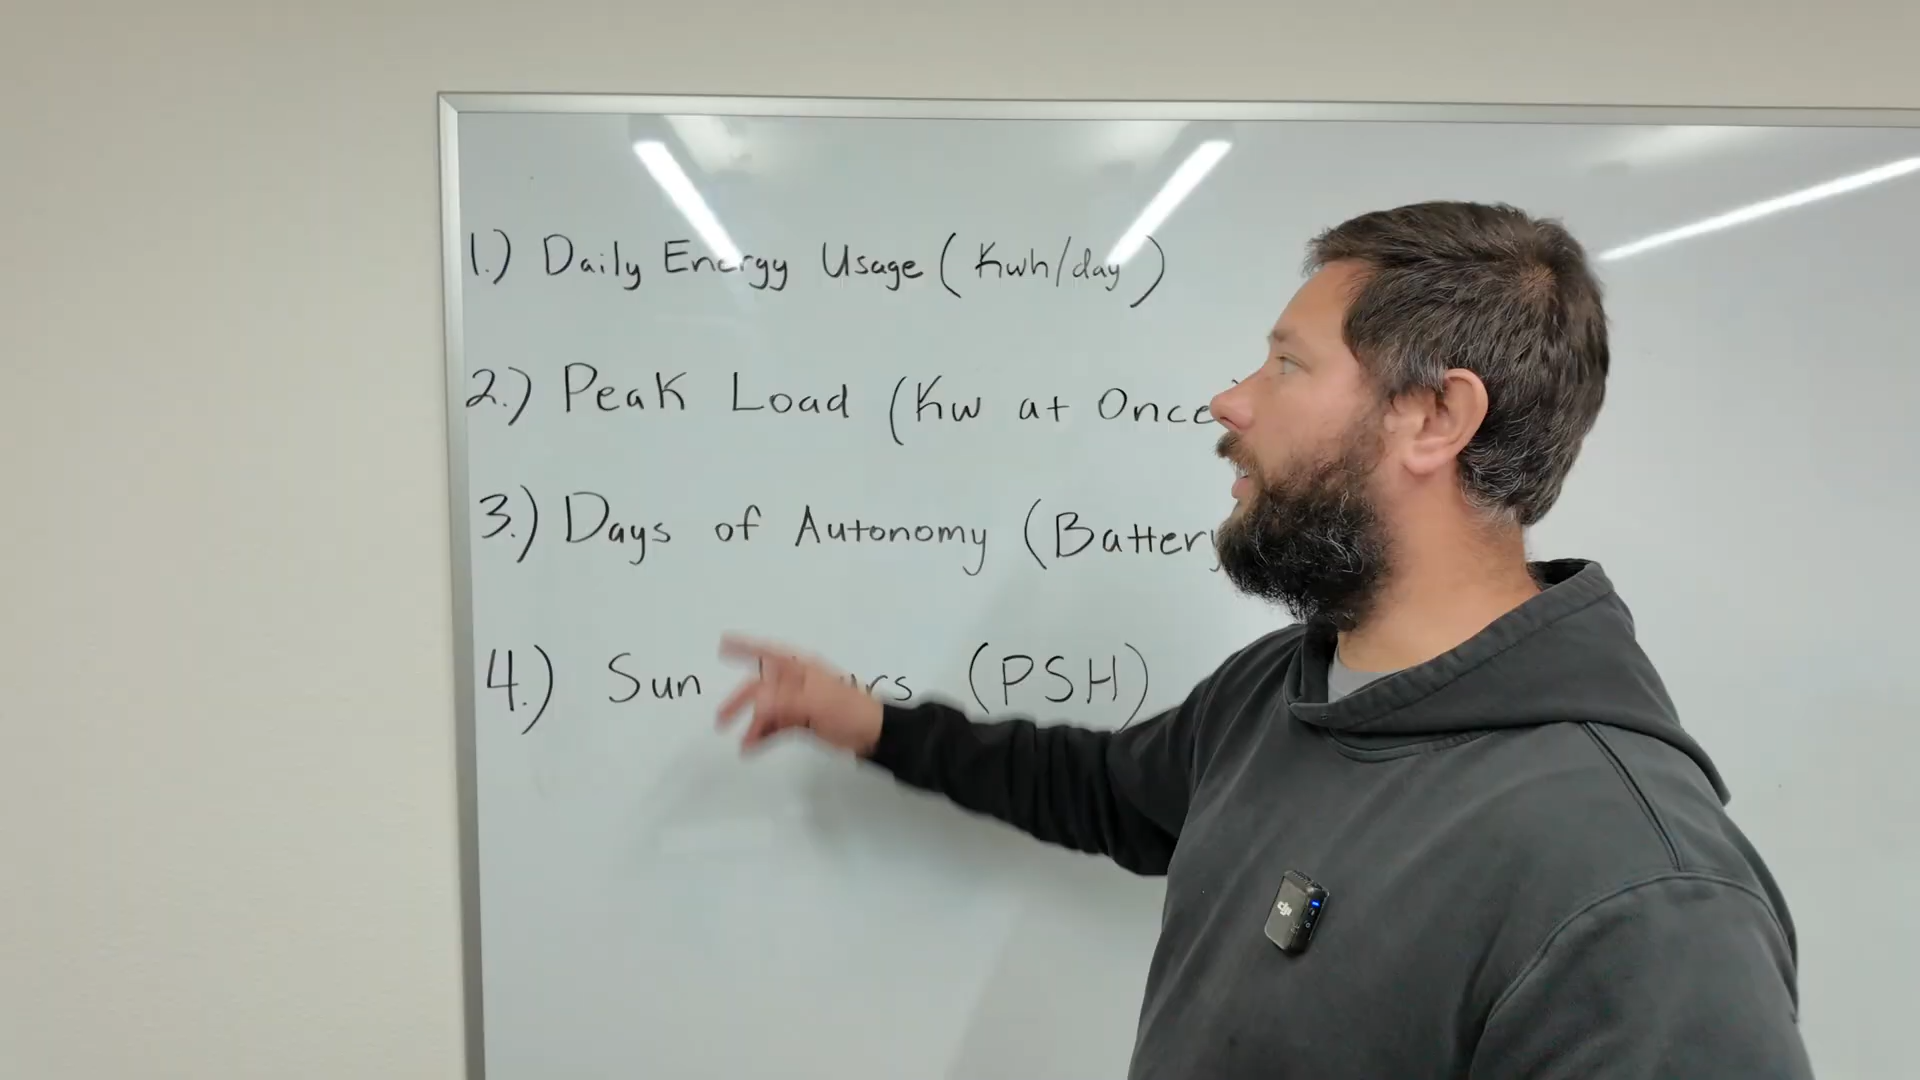 1.) Daily Energy Usage (Kwh/day)
2.) Peak Load (Kw at Once
3.) Days of Autonomy (Battery
4.) Sun (PSH)
dji